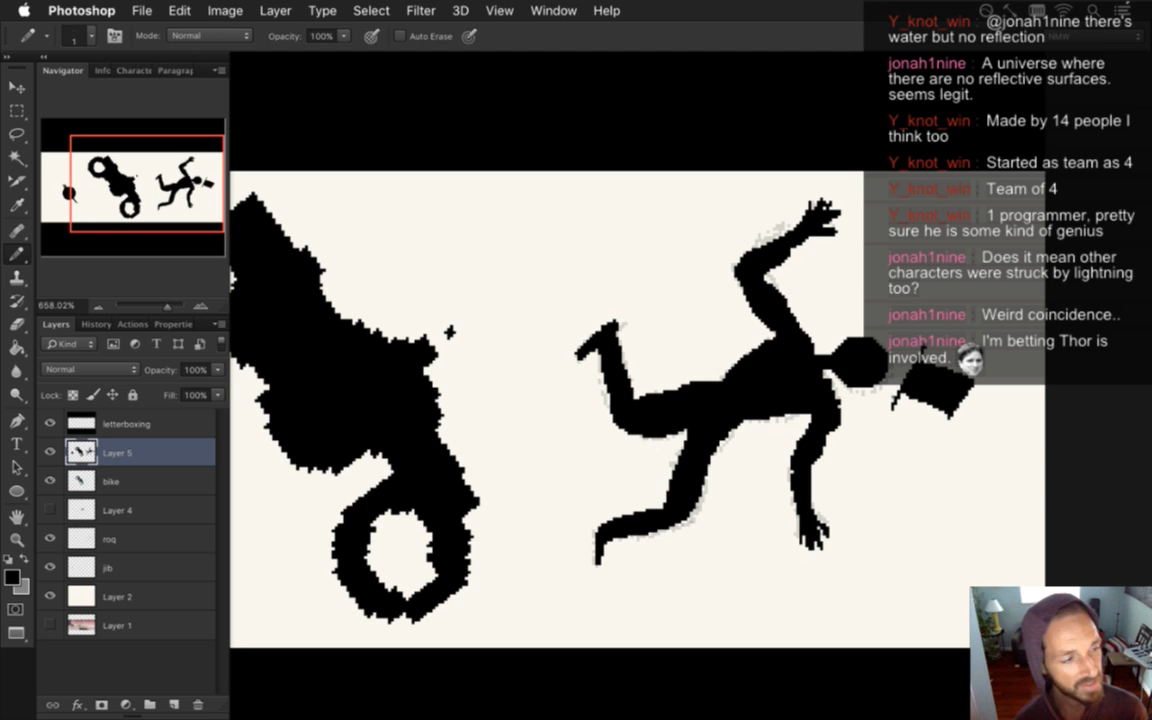 Photoshop File Edit Image Layer Type Select Filter 3D View Window Help
1 Mode: Normal Opacity: 100% Auto Erase
Navigator Info Characte Paragraț
658.02%
Layers History Actions Propertie
Kind
Normal Opacity: 100%
Lock: Fill: 100%
letterboxing
Layer 5
bike
Layer 4
roq
jib
Layer 2
Layer 1
fx
Y_knot_win : @jonah1nine there's
water but no reflection
jonah1nine : A universe where
there are no reflective surfaces.
seems legit.
Y_knot_win : Made by 14 people I
think too
Y_knot_win : Started as team as 4
Y_knot_win : Team of 4
Y_knot_win : 1 programmer, pretty
sure he is some kind of genius
jonah1nine : Does it mean other
characters were struck by lightning
too?
jonah1nine : Weird coincidence..
jonah1nine : I'm betting Thor is
involved.